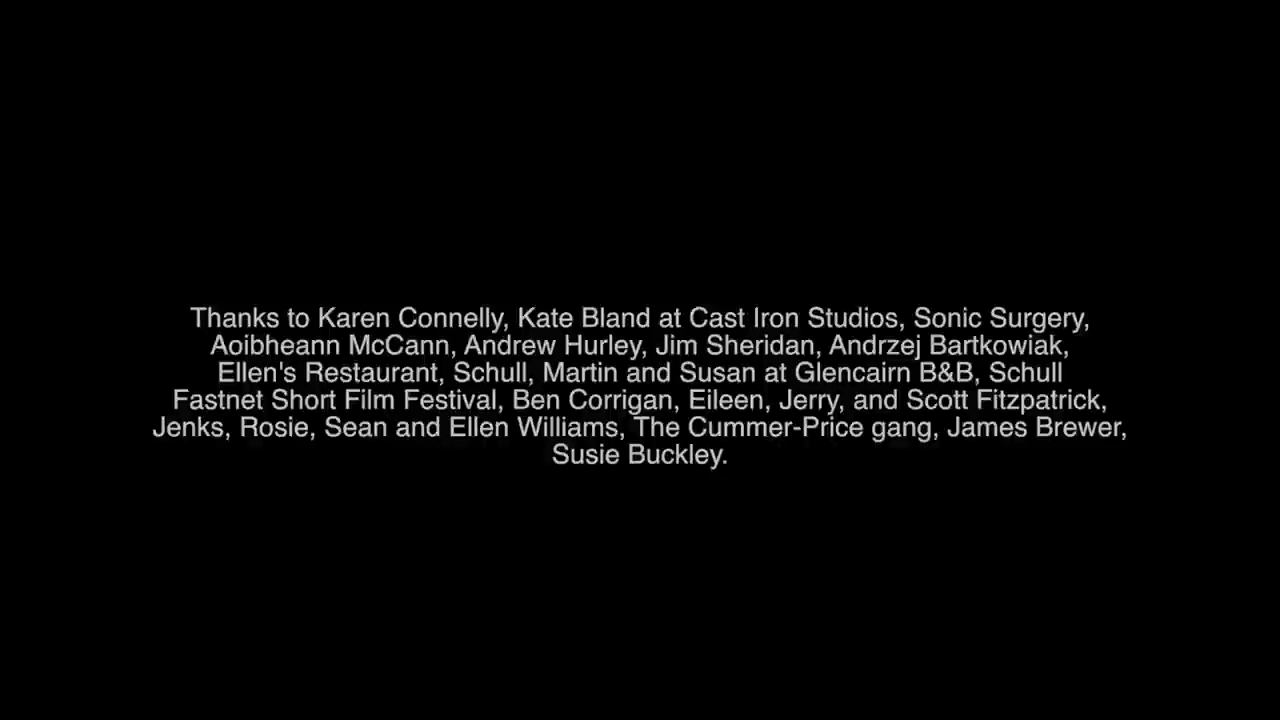 Thanks to Karen Connelly, Kate Bland at Cast Iron Studios, Sonic Surgery,
Aoibheann McCann, Andrew Hurley, Jim Sheridan, Andrzej Bartkowiak,
Ellen's Restaurant, Schull, Martin and Susan at Glencairn B&B, Schull
Fastnet Short Film Festival, Ben Corrigan, Eileen, Jerry, and Scott Fitzpatrick,
Jenks, Rosie, Sean and Ellen Williams, The Cummer-Price gang, James Brewer,
Susie Buckley.